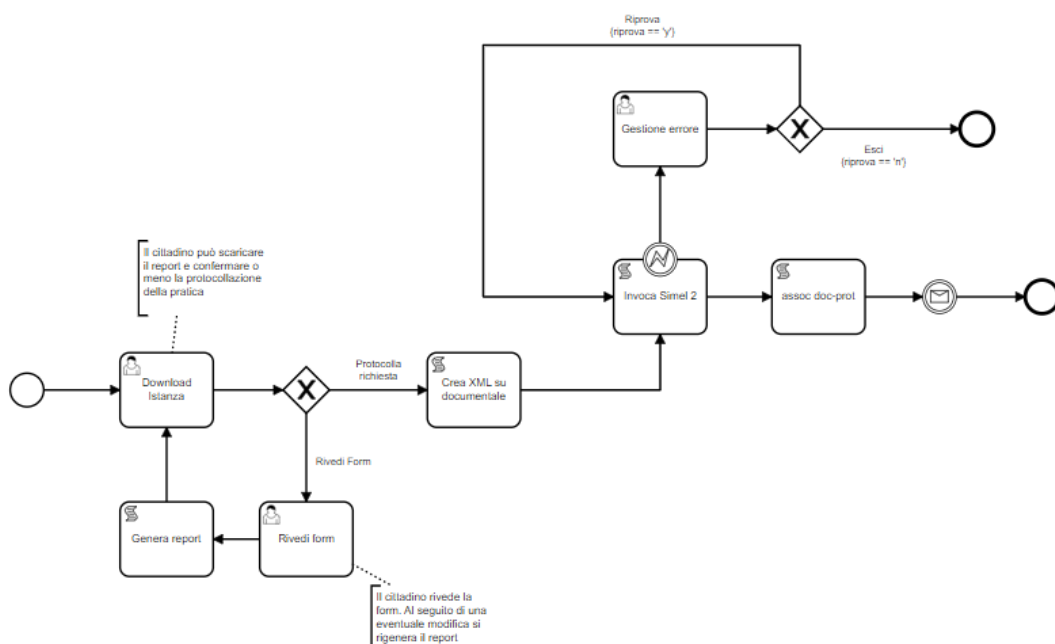 Riprova
(riprova == 'y')
Gestione errore
Esci
(riprova == 'n')
Il cittadino può scaricare
il report e confermare o
meno la protocollazione
della pratica
Invoca Simel 2
assoc doc-prot
Download
Istanza
Protocolla
richiesta
Crea XML su
documentale
Rivedi Form
Genera report
Rivedi form
Il cittadino rivede la
form. Al seguito di una
eventuale modifica si
rigenera il report